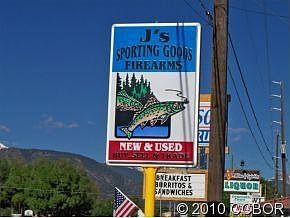 J's
SPORTING GOODS
FIREARMS
NEW & USED
BUY-SELL & TRADE
BREAKFAST
BURRITOS &
SANDWICHES
LIQUOR
© 2010 CCBOR